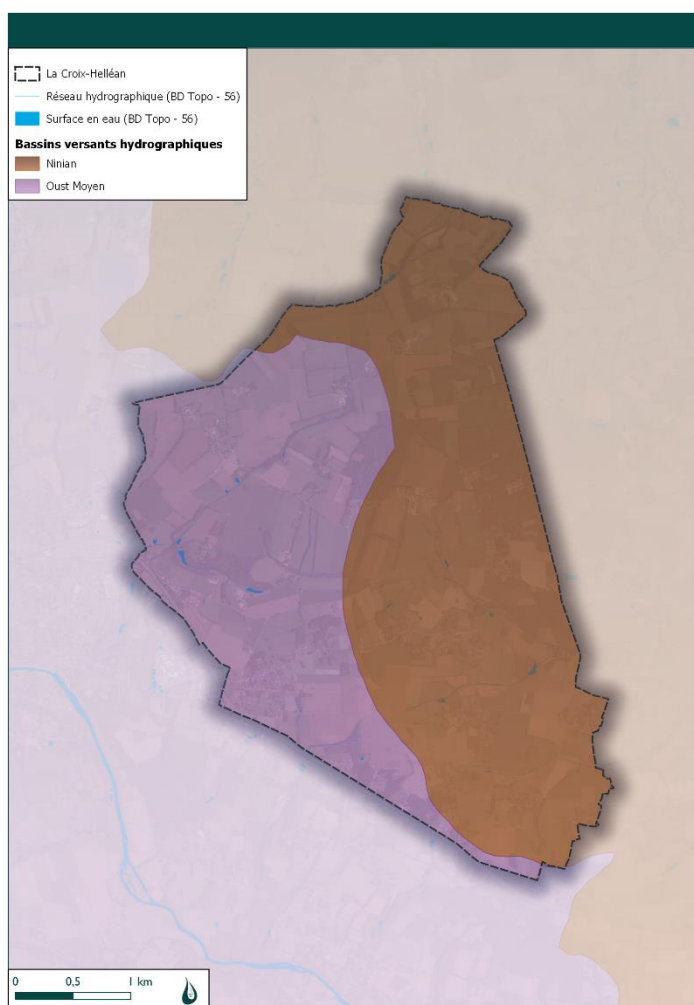 La Croix-Helléan
Réseau hydrographique (BD Topo - 56)
Surface en eau (BD Topo - 56)
Bassins versants hydrographiques
Ninian
Oust Moyen
0 0,5 1 km